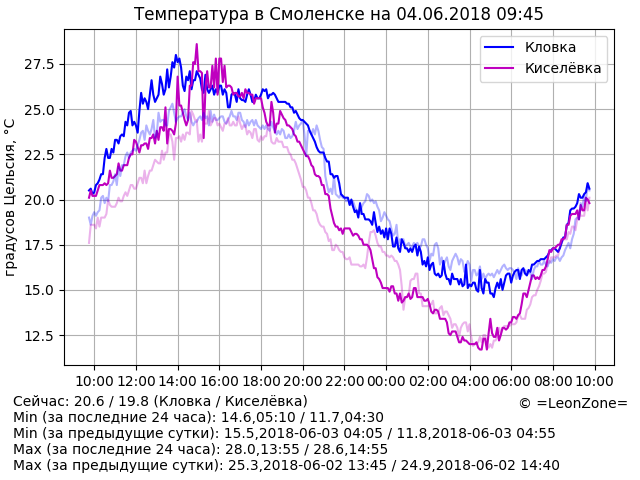 Температура в Смоленске на 04.06.2018 09:45
Кловка
Киселёвка
градусов Цельсия, °C
27.5
25.0
22.5
20.0
17.5
15.0
12.5
10:00 12:00 14:00 16:00 18:00 20:00 22:00 00:00 02:00 04:00 06:00 08:00 10:00
Сейчас: 20.6 / 19.8 (Кловка / Киселёвка)
© =LeonZone=
Min (за последние 24 часа): 14.6,05:10 / 11.7,04:30
Min (за предыдущие сутки): 15.5,2018-06-03 04:05 / 11.8,2018-06-03 04:55
Max (за последние 24 часа): 28.0,13:55 / 28.6,14:55
Max (за предыдущие сутки): 25.3,2018-06-02 13:45 / 24.9,2018-06-02 14:40